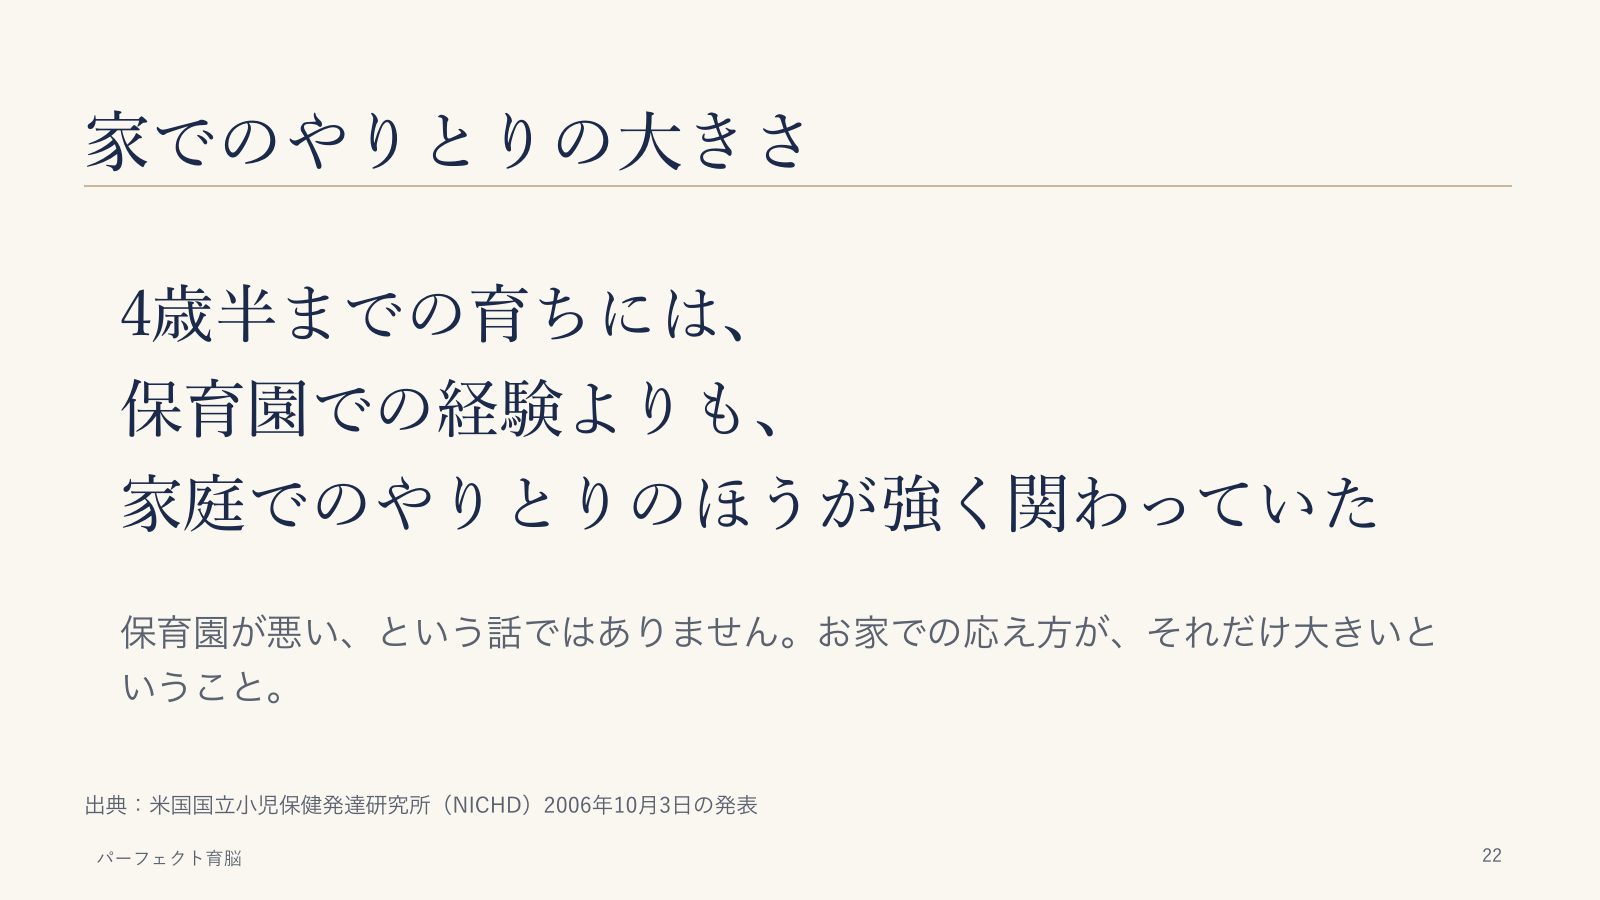 家でのやりとりの大きさ
4歳半までの育ちには、
保育園での経験よりも、
家庭でのやりとりのほうが強く関わっていた
保育園が悪い、という話ではありません。お家での応え方が、それだけ大きいと
いうこと。
出典：米国国立小児保健発達研究所（NICHD）2006年10月3日の発表
パーフェクト育脳
22